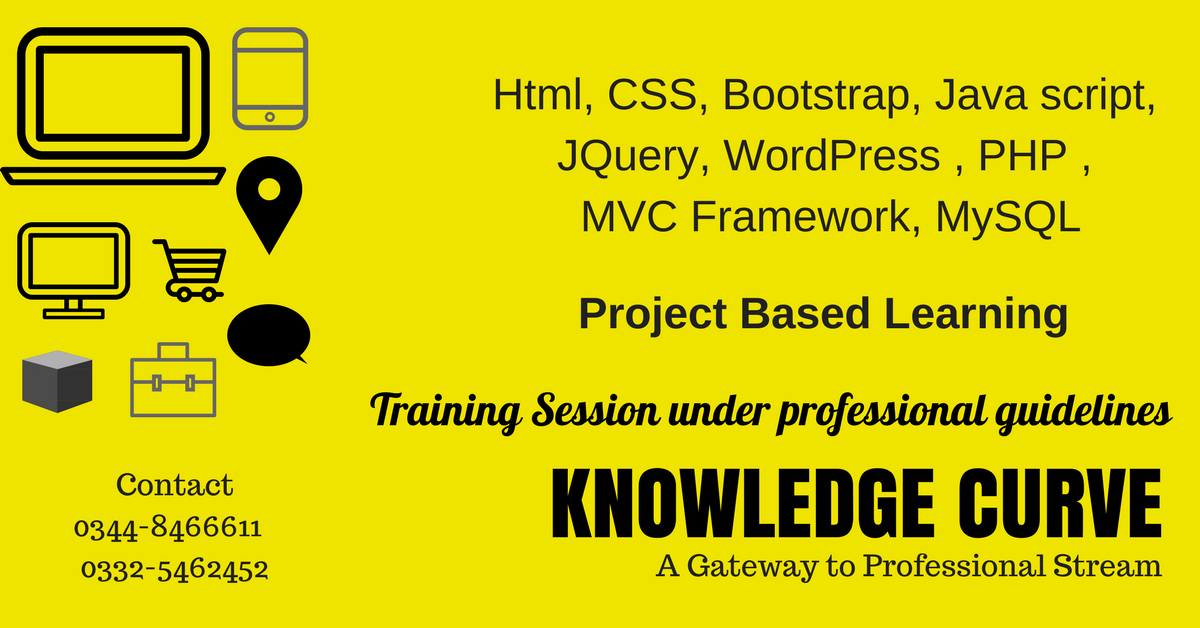 Html, CSS, Bootstrap, Java script,
JQuery, WordPress , PHP ,
MVC Framework, MySQL
Project Based Learning
Training Session under professional guidelines
KNOWLEDGE CURVE
A Gateway to Professional Stream
Contact
0344-8466611
0332-5462452